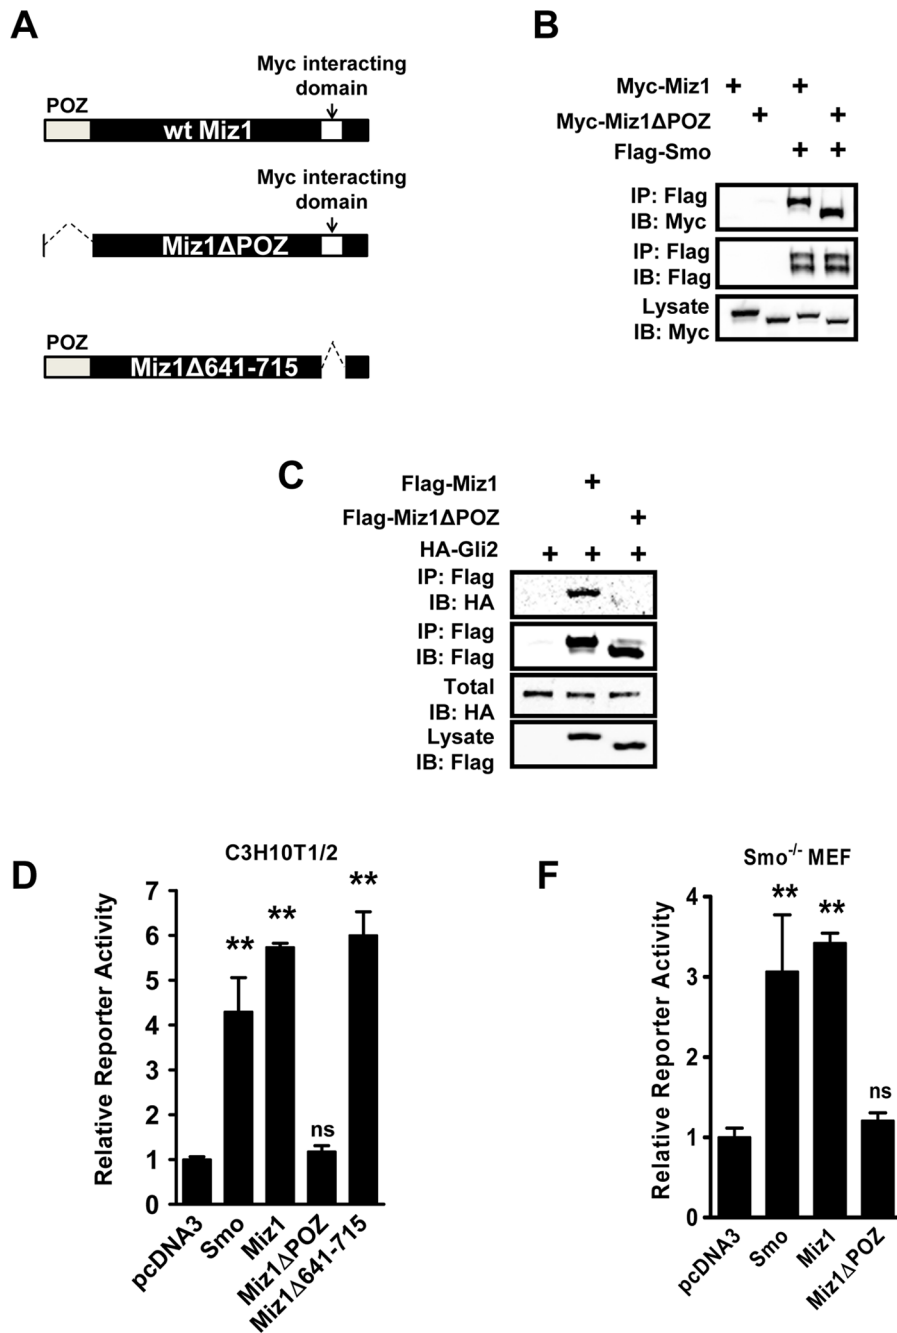 A
Myc interacting
domain
POZ
wt Miz1
Myc interacting
domain
Miz1ΔPOZ
POZ
Miz1Δ641-715
B
Myc-Miz1 + +
Myc-Miz1ΔPOZ + +
Flag-Smo + +
IP: Flag
IB: Myc
IP: Flag
IB: Flag
Lysate
IB: Myc
C
Flag-Miz1 +
Flag-Miz1ΔPOZ +
HA-Gli2 + + +
IP: Flag
IB: HA
IP: Flag
IB: Flag
Total
IB: HA
Lysate
IB: Flag
D
C3H10T1/2
Relative Reporter Activity
7
6
5
4
3
2
1
0
**
**
ns
**
pcDNA3
Smo
Miz1
Miz1ΔPOZ
Miz1Δ641-715
F
Smo-/- MEF
Relative Reporter Activity
4
3
2
1
0
**
**
ns
pcDNA3
Smo
Miz1
Miz1ΔPOZ